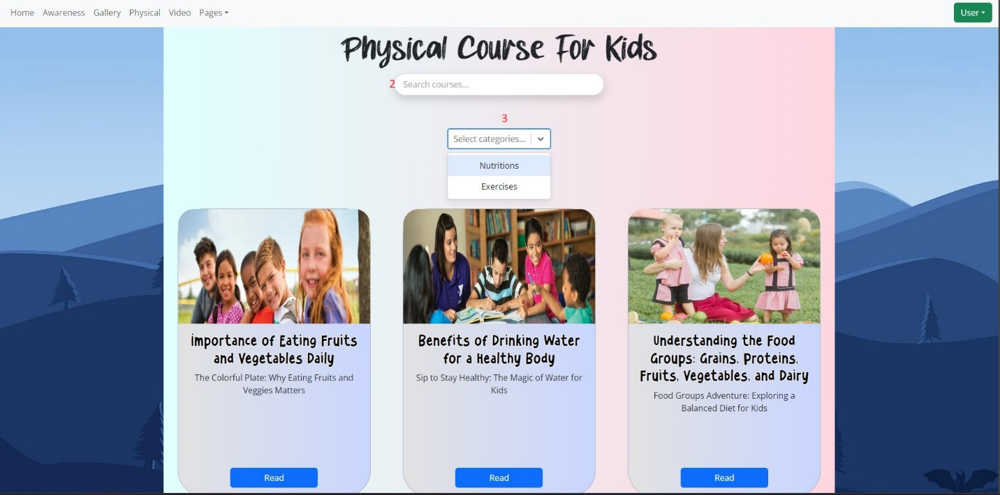 Home Awareness Gallery Physical Video Pages
User
Physical Course For Kids
2 Search courses...
3
Select categories...
Nutritions
Exercises
Importance of Eating Fruits
and Vegetables Daily
The Colorful Plate: Why Eating Fruits and
Veggies Matters
Read
Benefits of Drinking Water
for a Healthy Body
Sip to Stay Healthy: The Magic of Water for
Kids
Read
Understanding the Food
Groups: Grains, Proteins,
Fruits, Vegetables, and Dairy
Food Groups Adventure: Exploring a
Balanced Diet for Kids
Read